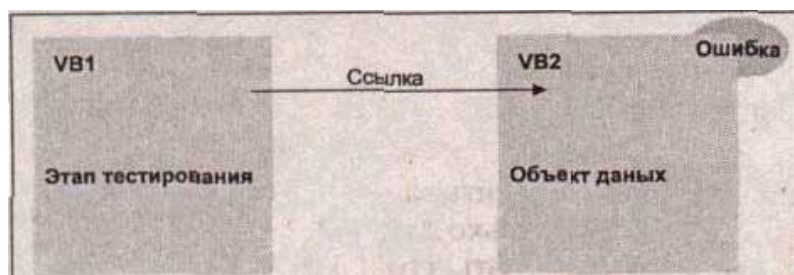 VB1
Ссылка
VB2
Ошибка
Этап тестирования
Объект даных